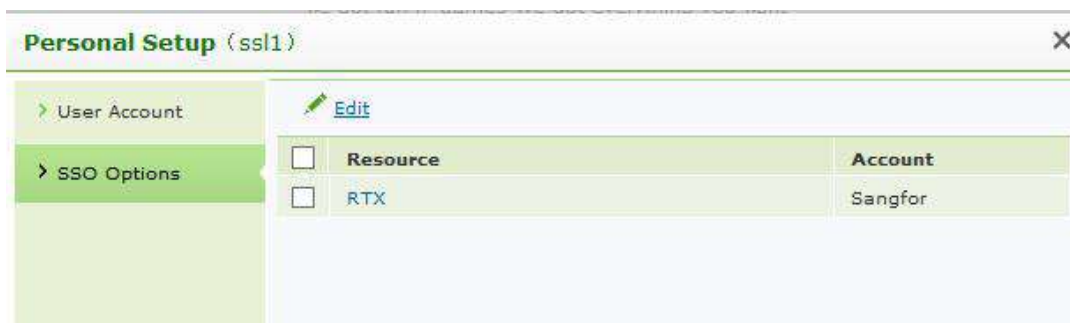 Personal Setup（ssl1）
User Account
Edit
SSO Options
Resource
Account
RTX
Sangfor